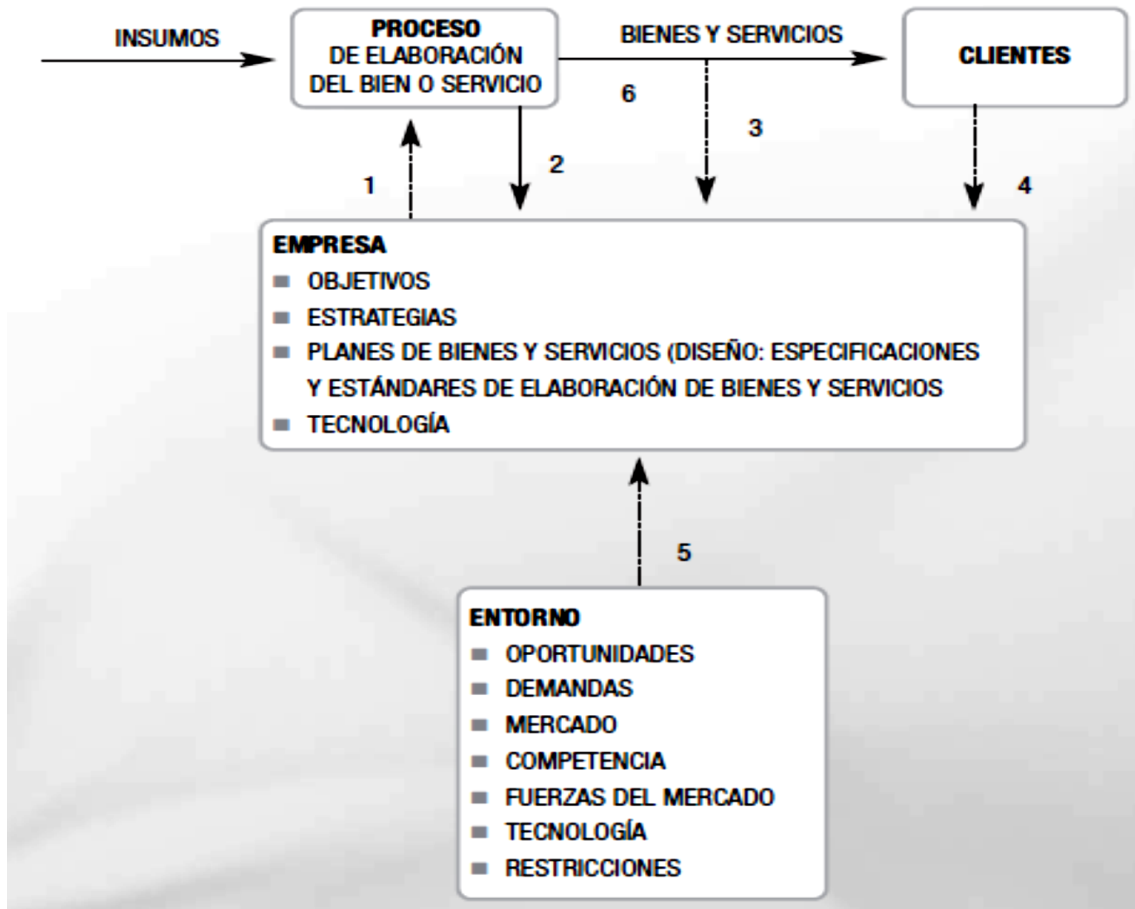 INSUMOS
PROCESO
DE ELABORACIÓN
DEL BIEN O SERVICIO
BIENES Y SERVICIOS
CLIENTES
6
3
2
1
4
EMPRESA
OBJETIVOS
ESTRATEGIAS
PLANES DE BIENES Y SERVICIOS (DISEÑO: ESPECIFICACIONES
Y ESTÁNDARES DE ELABORACIÓN DE BIENES Y SERVICIOS
TECNOLOGÍA
5
ENTORNO
OPORTUNIDADES
DEMANDAS
MERCADO
COMPETENCIA
FUERZAS DEL MERCADO
TECNOLOGÍA
RESTRICCIONES